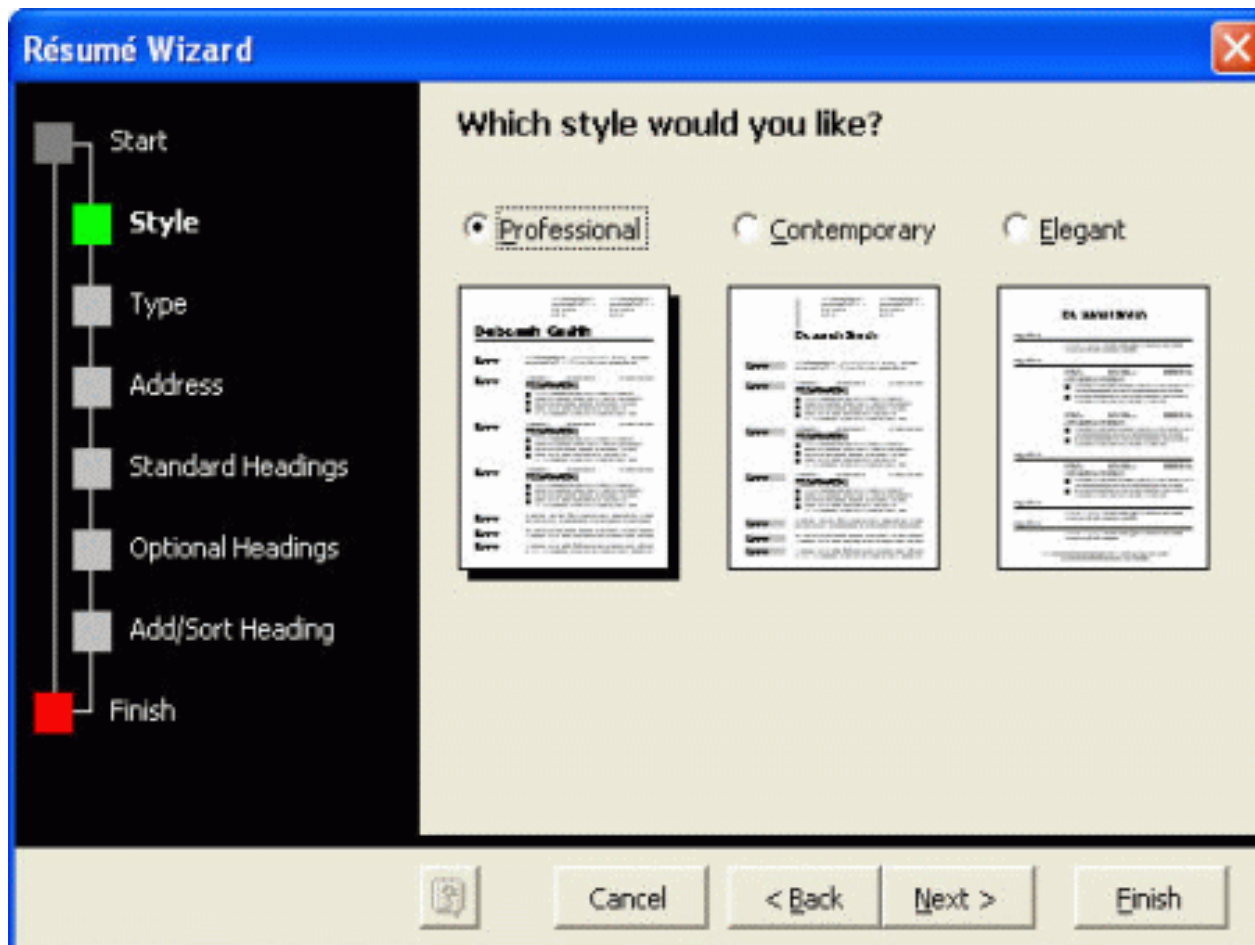 Résumé Wizard
Start
Style
Type
Address
Standard Headings
Optional Headings
Add/Sort Heading
Finish
Which style would you like?
Professional
Contemporary
Elegant
Cancel
< Back
Next >
Finish